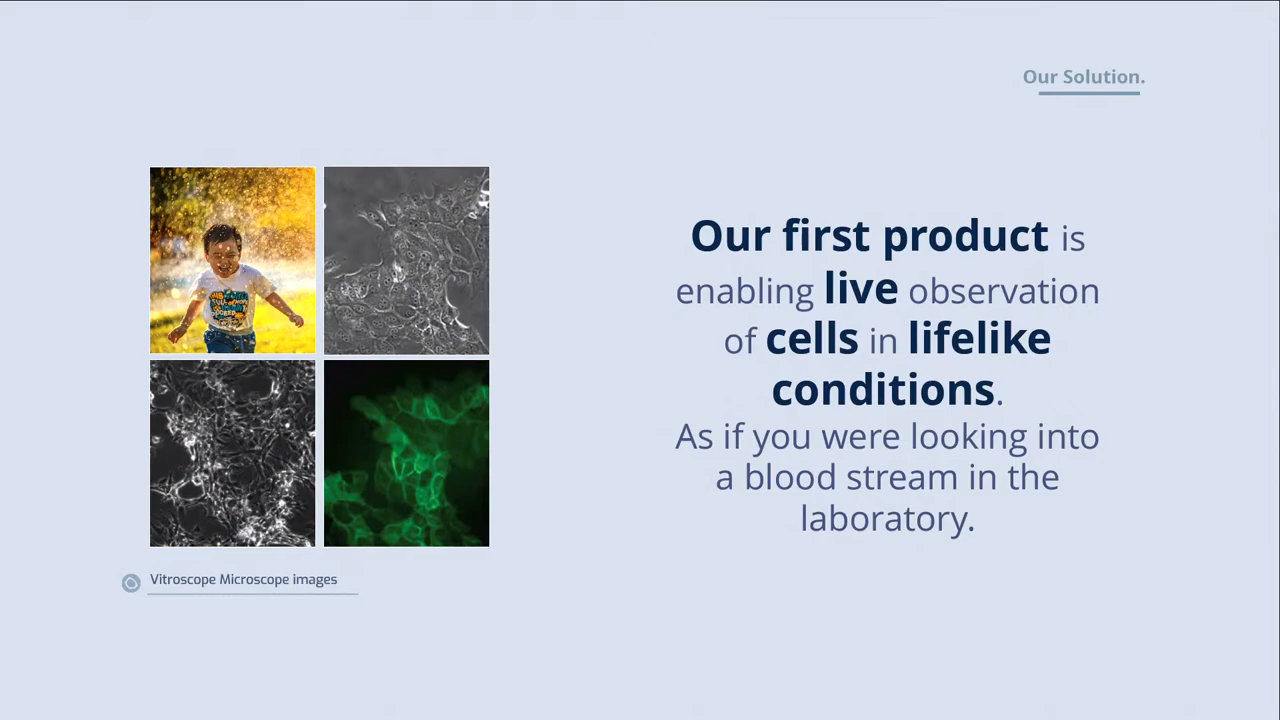 Our Solution.
Our first product is
enabling live observation
of cells in lifelike
conditions.
As if you were looking into
a blood stream in the
laboratory.
Vitroscope Microscope images